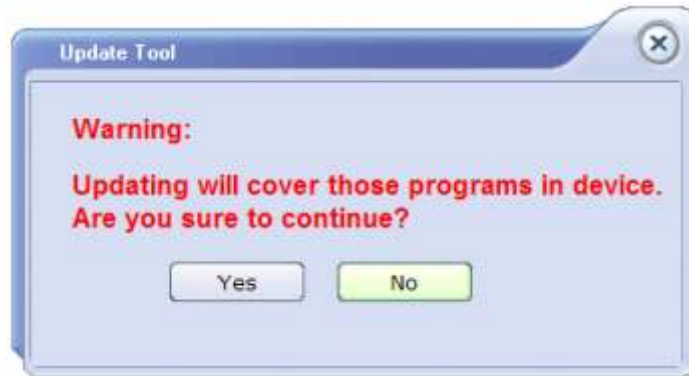 Update Tool
Warning:
Updating will cover those programs in device.
Are you sure to continue?
Yes No